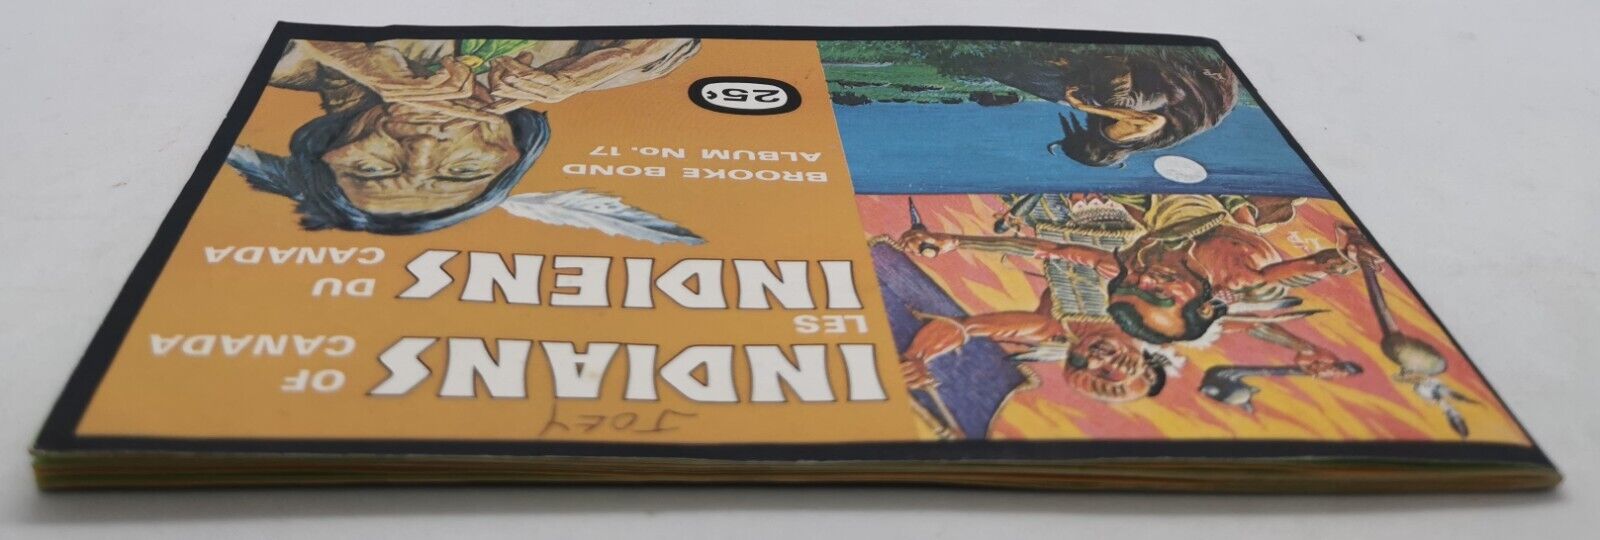 JOEY
INDIANS OF CANADA
LES INDIENS DU CANADA
BROOKE BOND
ALBUM No. 17
25¢